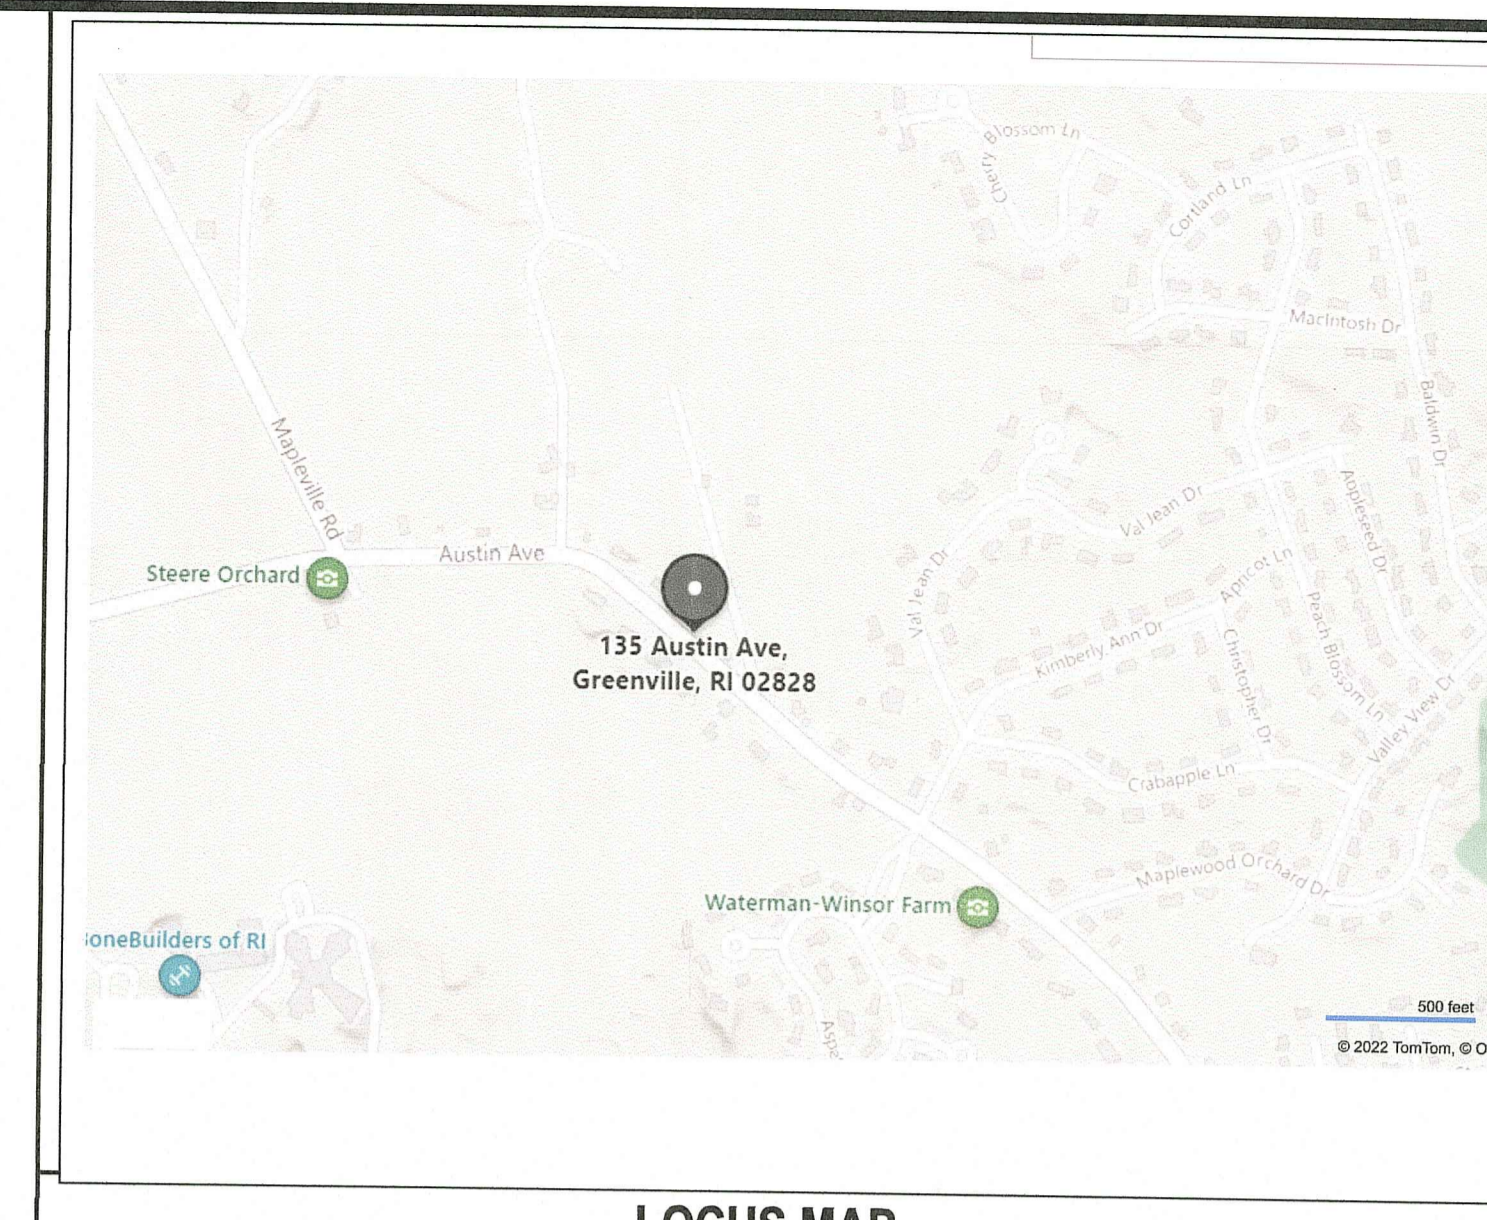 Cherry Blossom Ln
Cortland Ln
MacIntosh Dr
Baldwin Dr
Mapleville Rd
Appleseed Dr
Val Jean Dr
Austin Ave
Steere Orchard
Val Jean Dr
Apricot Ln
135 Austin Ave,
Greenville, RI 02828
Kimberly Ann Dr
Peach Blossom Ln
Christopher Dr
Valley View Dr
Crabapple Ln
Maplewood Orchard Dr
Waterman-Winsor Farm
oneBuilders of RI
500 feet
Aspe
© 2022 TomTom, © O
LOCUS MAP